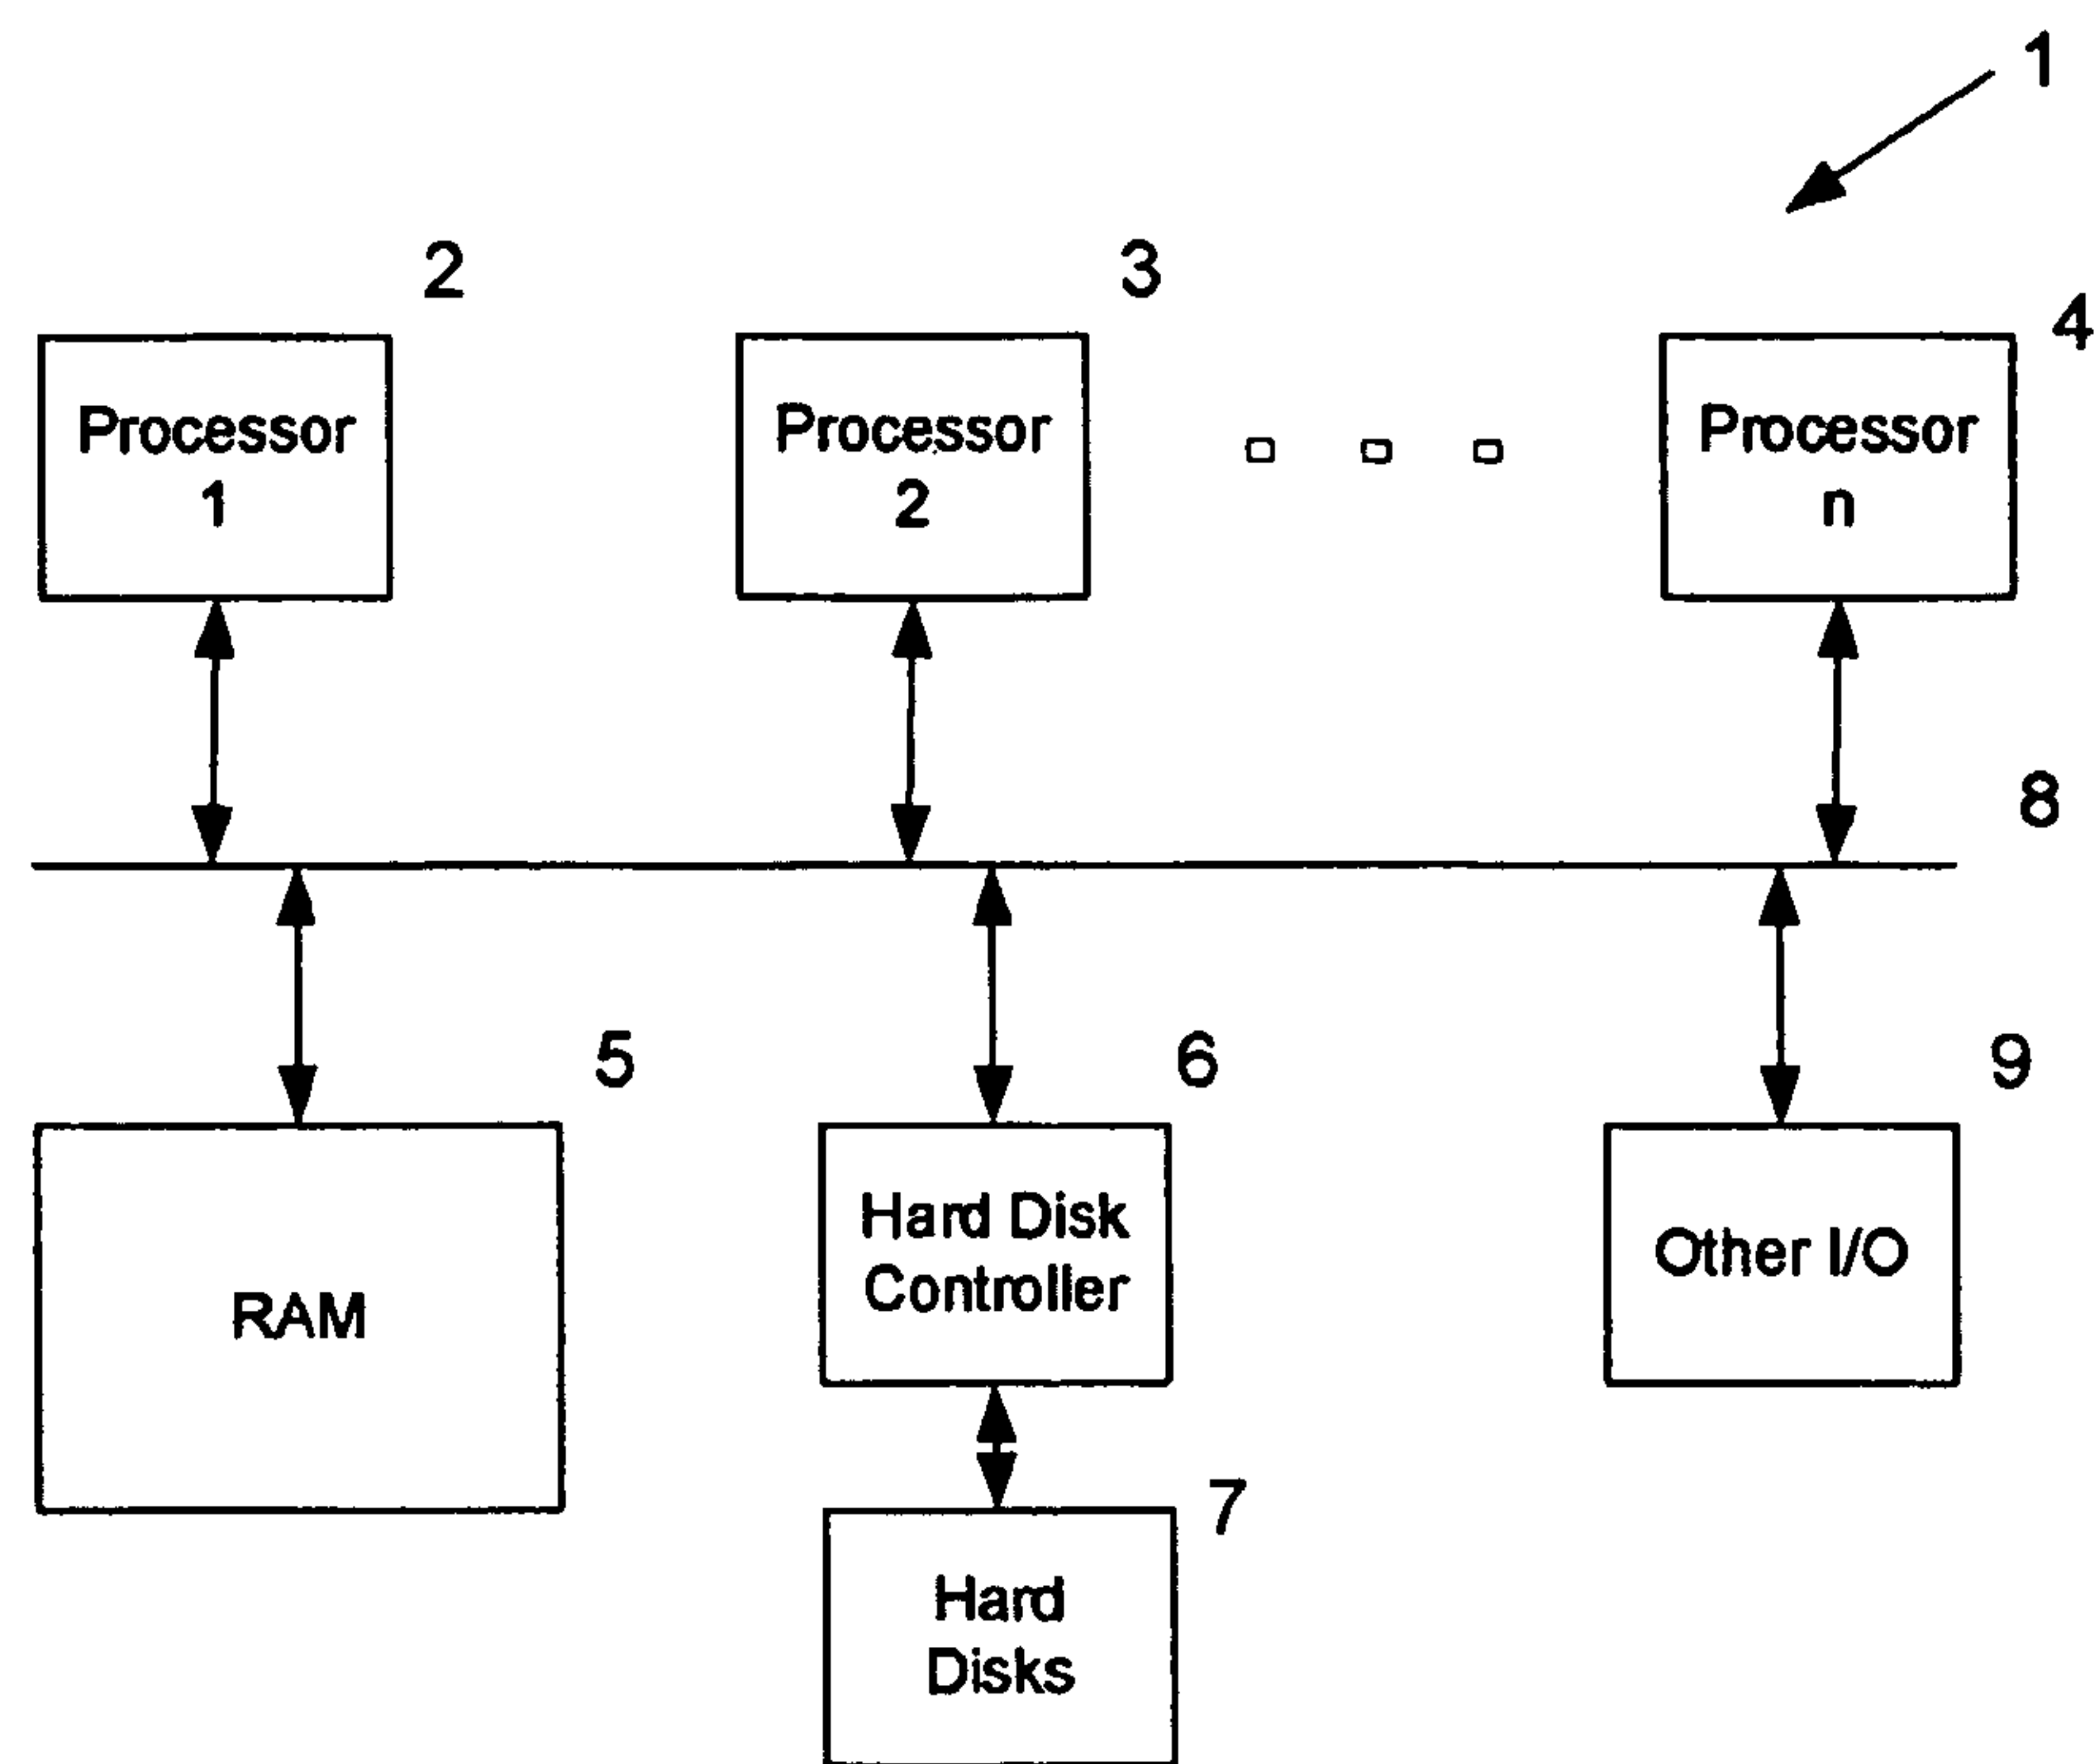 1
2
3
4
Processor
1
Processor
2
Processor
n
8
5
6
9
RAM
Hard Disk
Controller
Other I/O
7
Hard
Disks